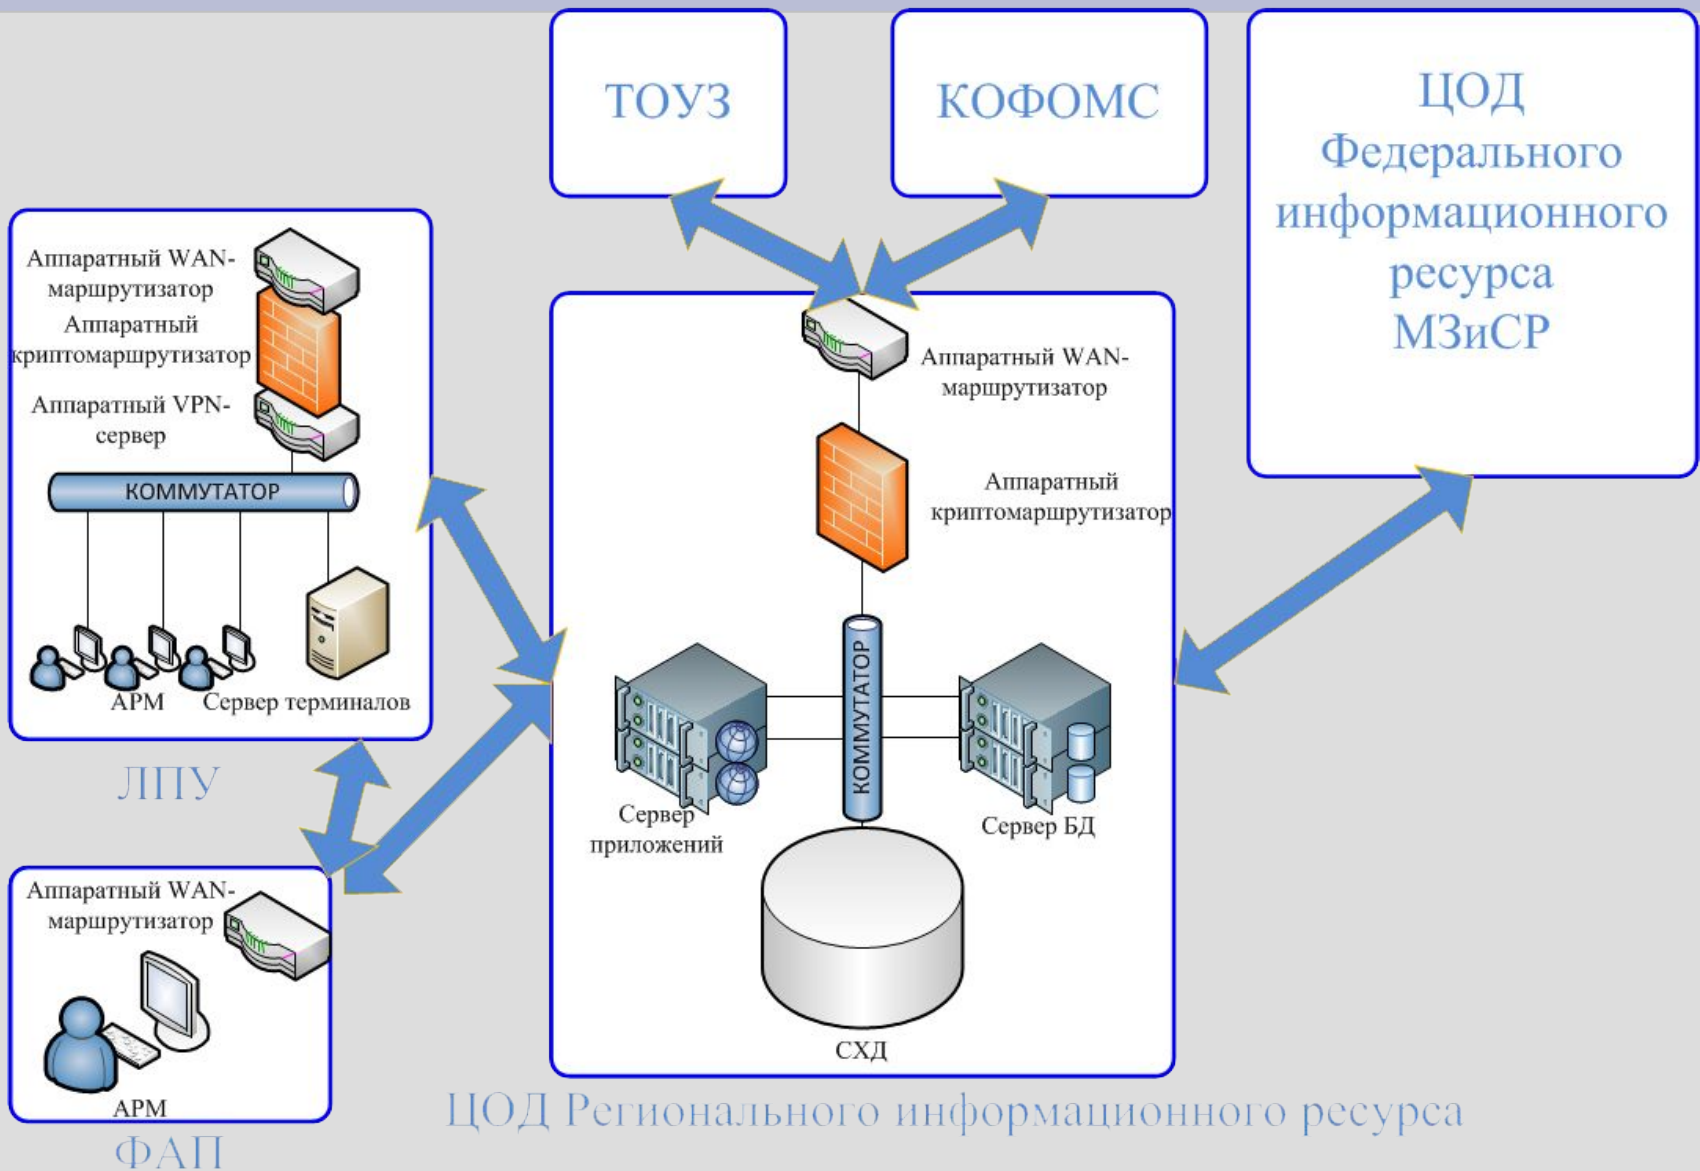 ТОУЗ
КОФОМС
ЦОД
Федерального
информационного
ресурса
МЗиСР
Аппаратный WAN-
маршрутизатор
Аппаратный
криптомаршрутизатор
Аппаратный VPN-
сервер
КОММУТАТОР
АРМ
Сервер терминалов
ЛПУ
Аппаратный WAN-
маршрутизатор
АРМ
ФАП
Аппаратный WAN-
маршрутизатор
Аппаратный
криптомаршрутизатор
КОММУТАТОР
Сервер
приложений
Сервер БД
СХД
ЦОД Регионального информационного ресурса